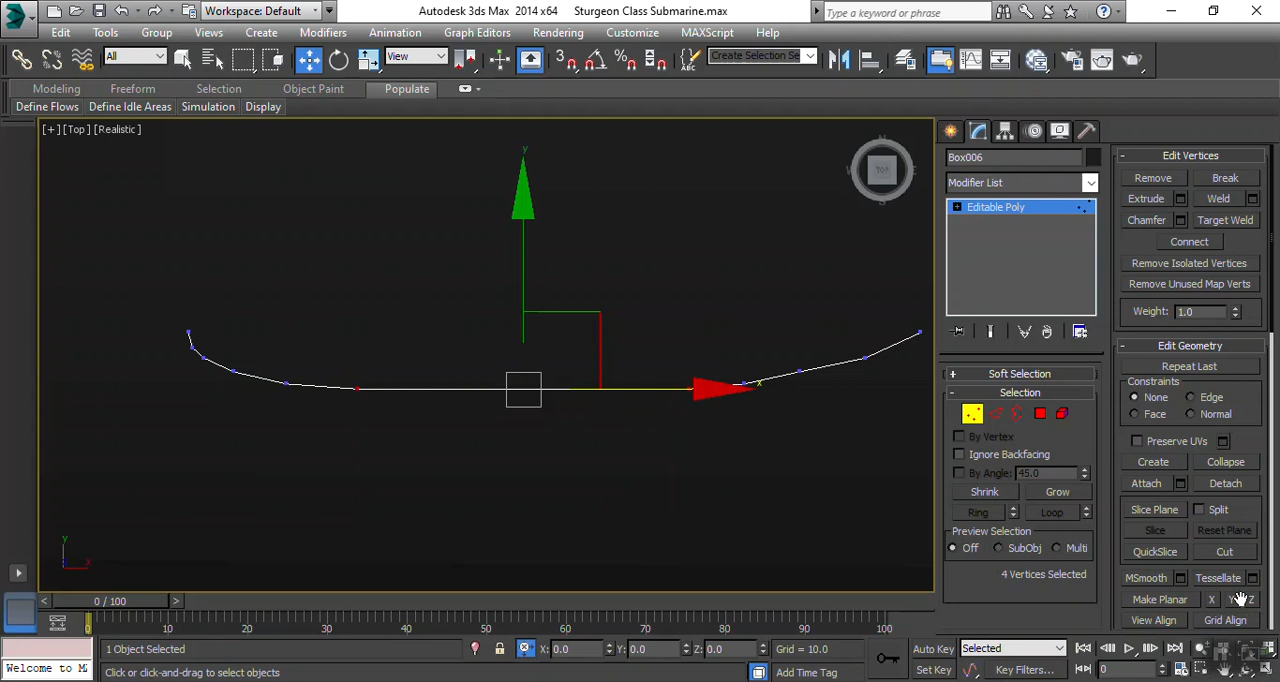 Workspace: Default
Autodesk 3ds Max 2014 x64 Sturgeon Class Submarine.max
Type a keyword or phrase
Edit Tools Group Views Create Modifiers Animation Graph Editors Rendering Customize MAXScript Help
All View Create Selection Se
Modeling Freeform Selection Object Paint Populate
Define Flows Define Idle Areas Simulation Display
[+] [Top] [Realistic]
y
x
TOP
y
x
Box006
Modifier List
Editable Poly
Soft Selection
Selection
By Vertex
Ignore Backfacing
By Angle: 45.0
Shrink Grow
Ring Loop
Preview Selection
Off SubObj Multi
4 Vertices Selected
Edit Vertices
Remove Break
Extrude Weld
Chamfer Target Weld
Connect
Remove Isolated Vertices
Remove Unused Map Verts
Weight: 1.0
Edit Geometry
Repeat Last
Constraints
None Edge
Face Normal
Preserve UVs
Create Collapse
Attach Detach
Slice Plane Split
Slice Reset Plane
QuickSlice Cut
MSmooth Tessellate
Make Planar X Y Z
View Align Grid Align
0 / 100
0 10 20 30 40 50 60 70 80 90 100
1 Object Selected X: 0.0 Y: 0.0 Z: 0.0 Grid = 10.0 Auto Key Selected
Welcome to M Click or click-and-drag to select objects Add Time Tag Set Key Key Filters... 0